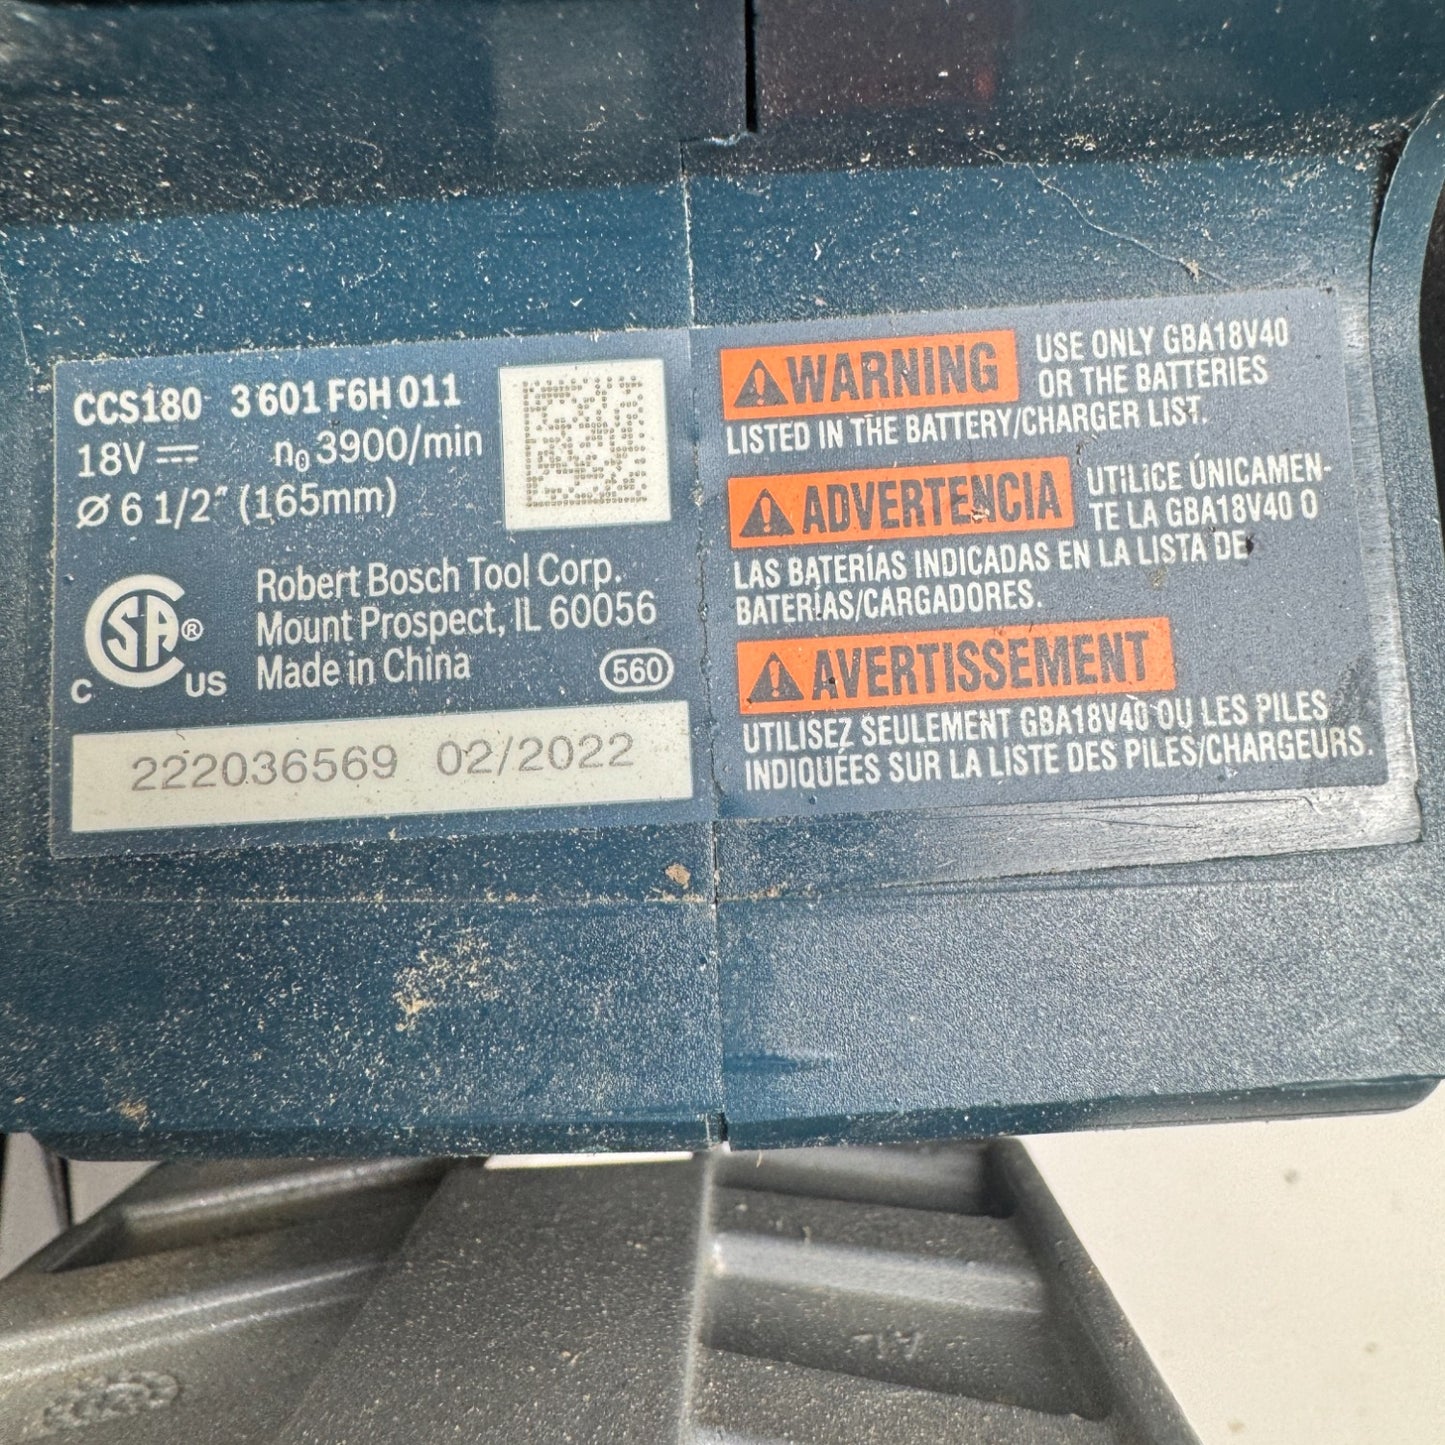 CCS180 3 601 F6H 011
18V⎓ n₀ 3900/min
Ø 6 1/2" (165mm)
Robert Bosch Tool Corp.
Mount Prospect, IL 60056
Made in China
560
C SA ® US
222036569 02/2022
WARNING USE ONLY GBA18V40
OR THE BATTERIES
LISTED IN THE BATTERY/CHARGER LIST.
ADVERTENCIA UTILICE ÚNICAMEN-
TE LA GBA18V40 O
LAS BATERÍAS INDICADAS EN LA LISTA DE
BATERÍAS/CARGADORES.
AVERTISSEMENT
UTILISEZ SEULEMENT GBA18V40 OU LES PILES
INDIQUÉES SUR LA LISTE DES PILES/CHARGEURS.